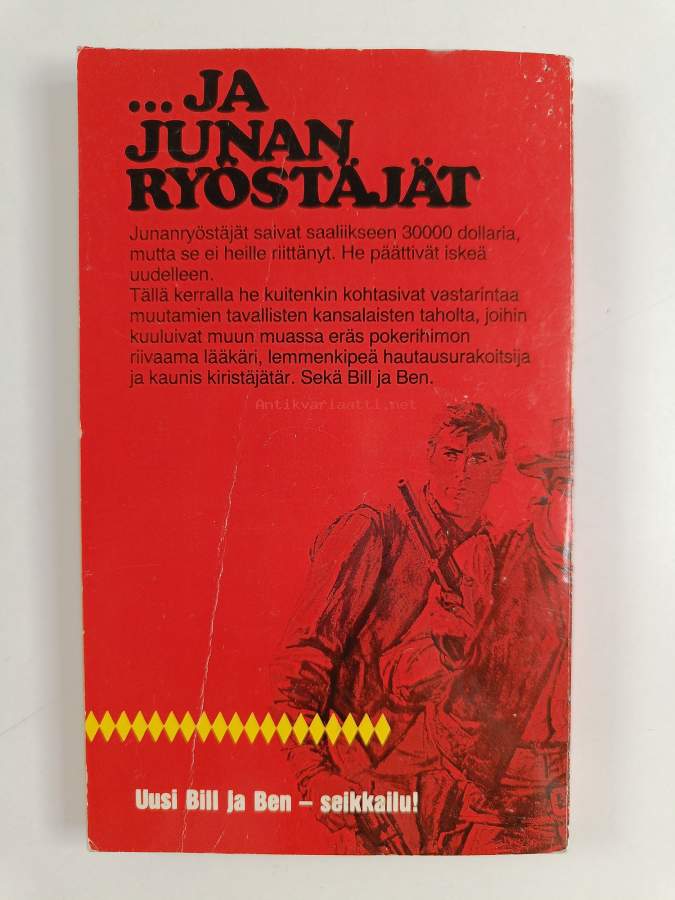 ...JA
JUNAN
RYÖSTÄJÄT
Junanryöstäjät saivat saaliikseen 30000 dollaria,
mutta se ei heille riittänyt. He päättivät iskeä
uudelleen.
Tällä kerralla he kuitenkin kohtasivat vastarintaa
muutamien tavallisten kansalaisten taholta, joihin
kuuluivat muun muassa eräs pokerihimon
riivaama lääkäri, lemmenkipeä hautausurakoitsija
ja kaunis kiristäjätär. Sekä Bill ja Ben.
Antikvariaatti.net
Uusi Bill ja Ben – seikkailu!